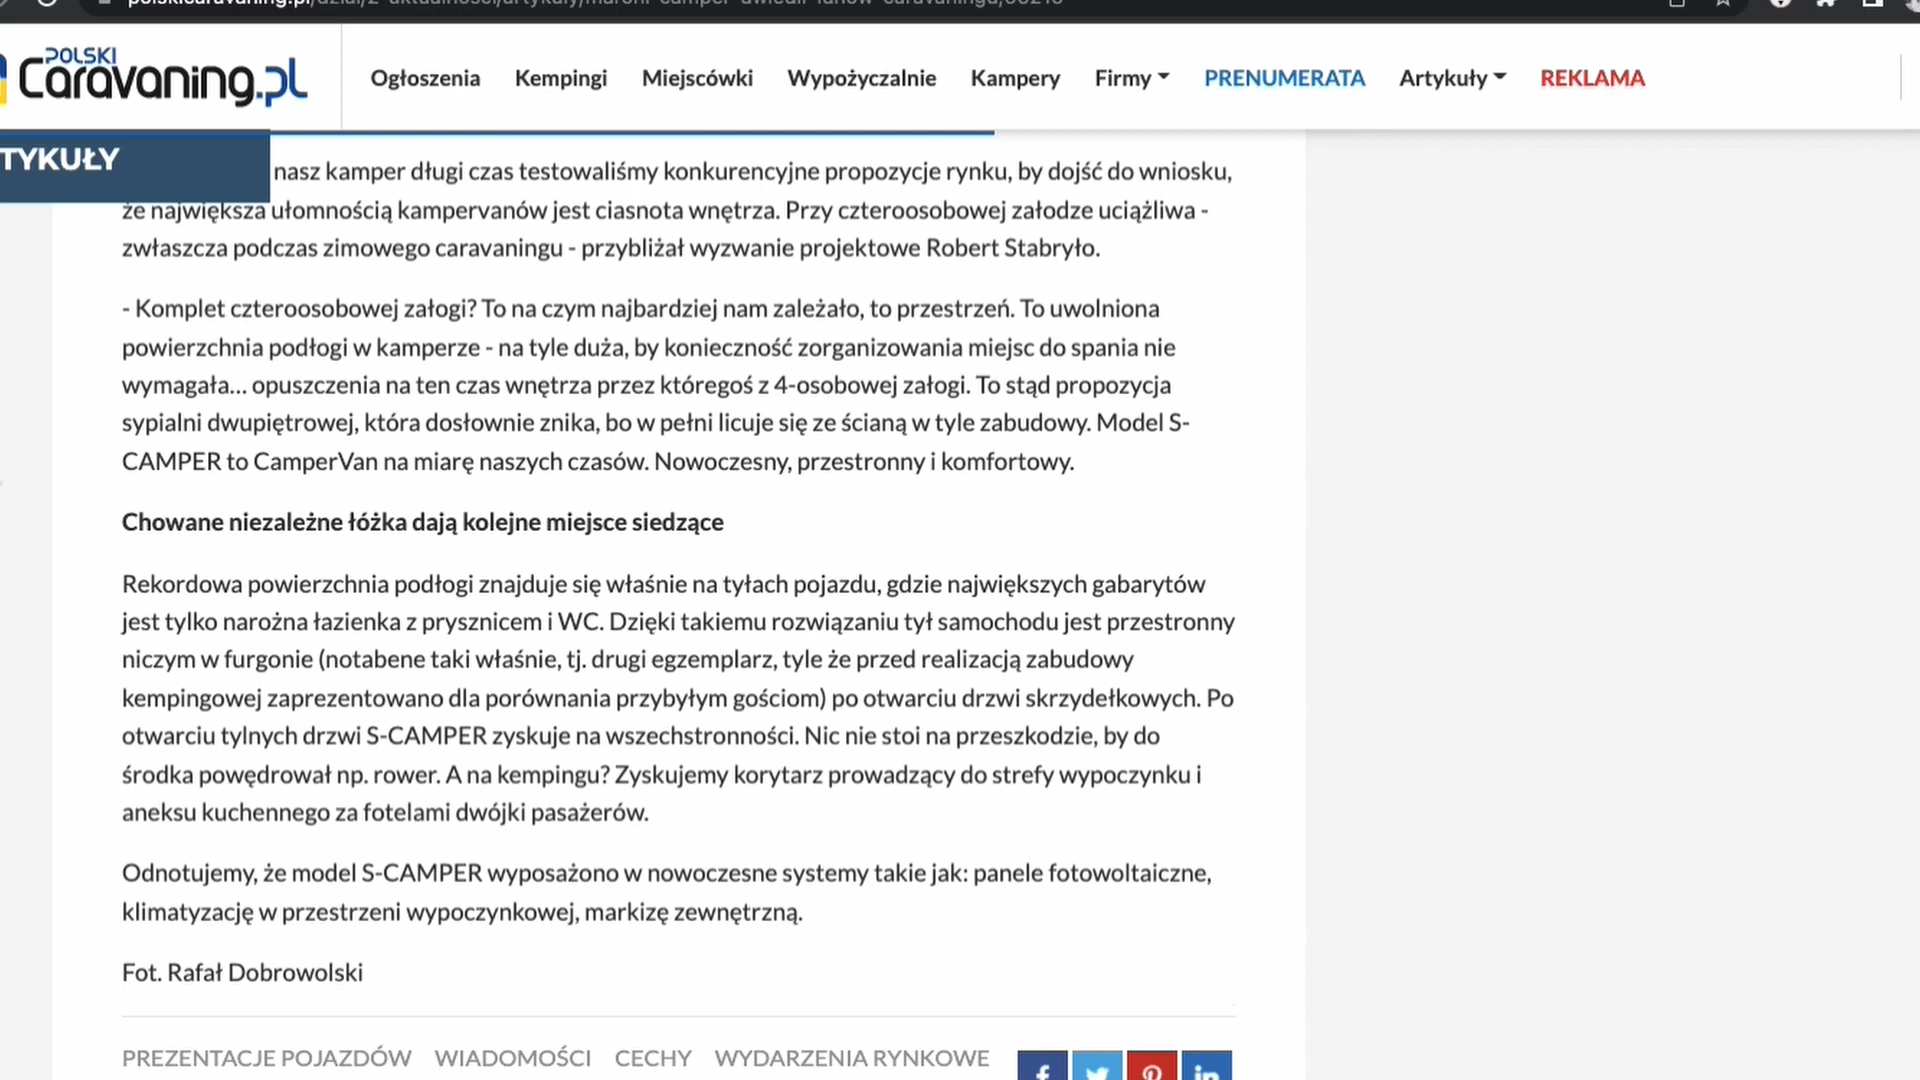 POLSKI
Caravaning.pl
Ogłoszenia Kempingi Miejscówki Wypożyczalnie Kampery Firmy PRENUMERATA Artykuły REKLAMA
TYKUŁY
nasz kamper długi czas testowaliśmy konkurencyjne propozycje rynku, by dojść do wniosku,
że największa ułomnością kampervanów jest ciasnota wnętrza. Przy czteroosobowej załodze uciążliwa -
zwłaszcza podczas zimowego caravaningu - przybliżał wyzwanie projektowe Robert Stabryło.
- Komplet czteroosobowej załogi? To na czym najbardziej nam zależało, to przestrzeń. To uwolniona
powierzchnia podłogi w kamperze - na tyle duża, by konieczność zorganizowania miejsc do spania nie
wymagała... opuszczenia na ten czas wnętrza przez któregoś z 4-osobowej załogi. To stąd propozycja
sypialni dwupiętrowej, która dosłownie znika, bo w pełni licuje się ze ścianą w tyle zabudowy. Model S-
CAMPER to CamperVan na miarę naszych czasów. Nowoczesny, przestronny i komfortowy.
Chowane niezależne łóżka dają kolejne miejsce siedzące
Rekordowa powierzchnia podłogi znajduje się właśnie na tyłach pojazdu, gdzie największych gabarytów
jest tylko narożna łazienka z prysznicem i WC. Dzięki takiemu rozwiązaniu tył samochodu jest przestronny
niczym w furgonie (notabene taki właśnie, tj. drugi egzemplarz, tyle że przed realizacją zabudowy
kempingowej zaprezentowano dla porównania przybyłym gościom) po otwarciu drzwi skrzydełkowych. Po
otwarciu tylnych drzwi S-CAMPER zyskuje na wszechstronności. Nic nie stoi na przeszkodzie, by do
środka powędrował np. rower. A na kempingu? Zyskujemy korytarz prowadzący do strefy wypoczynku i
aneksu kuchennego za fotelami dwójki pasażerów.
Odnotujemy, że model S-CAMPER wyposażono w nowoczesne systemy takie jak: panele fotowoltaiczne,
klimatyzację w przestrzeni wypoczynkowej, markizę zewnętrzną.
Fot. Rafał Dobrowolski
PREZENTACJE POJAZDÓW WIADOMOŚCI CECHY WYDARZENIA RYNKOWE